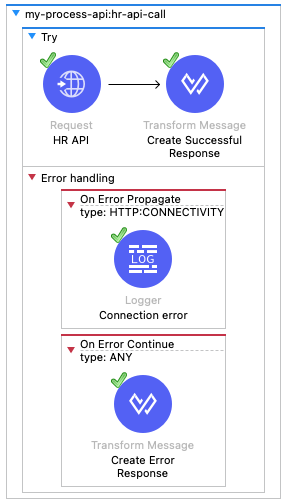 my-process-api:hr-api-call
Try
Request
HR API
Transform Message
Create Successful
Response
Error handling
On Error Propagate
type: HTTP:CONNECTIVITY
LOG
Logger
Connection error
On Error Continue
type: ANY
Transform Message
Create Error
Response